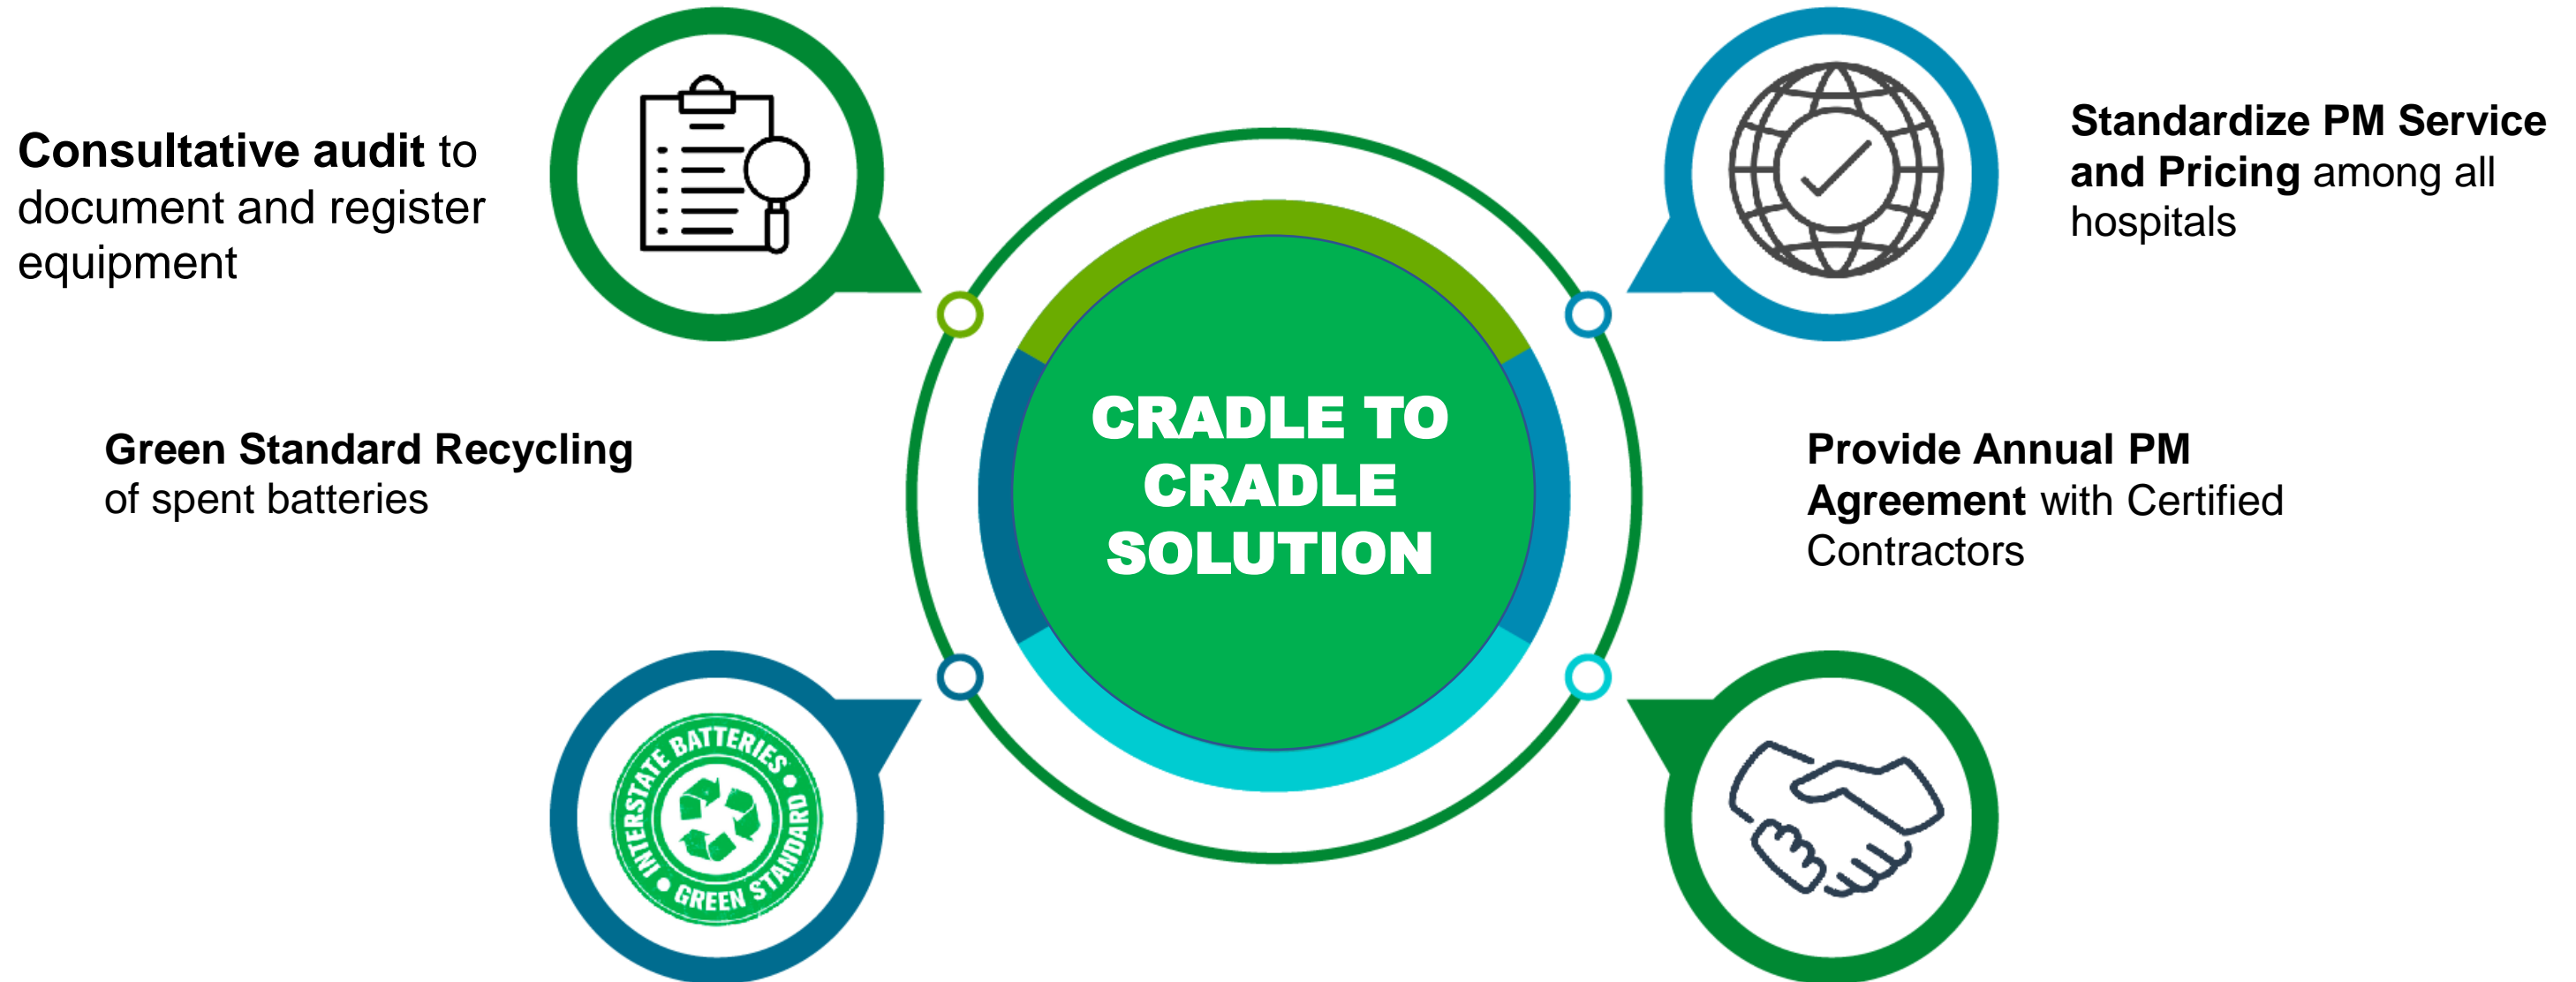 Consultative audit to
document and register
equipment
Standardize PM Service
and Pricing among all
hospitals
CRADLE TO
CRADLE
SOLUTION
Green Standard Recycling
of spent batteries
Provide Annual PM
Agreement with Certified
Contractors
INTERSTATE BATTERIES
GREEN STANDARD